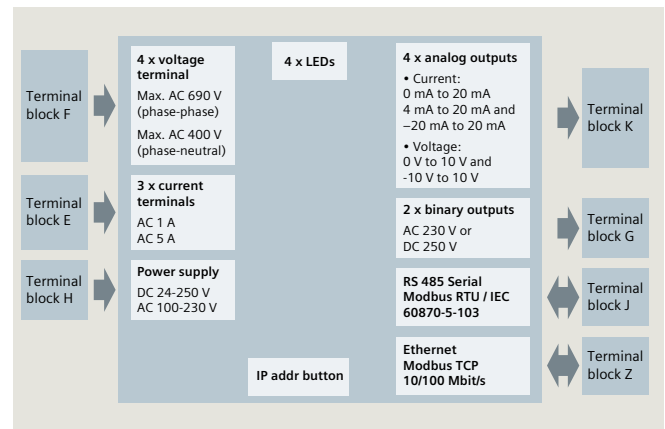 Terminal
block F
Terminal
block E
Terminal
block H
4 x voltage
terminal
Max. AC 690 V
(phase-phase)
Max. AC 400 V
(phase-neutral)
3 x current
terminals
AC 1 A
AC 5 A
Power supply
DC 24-250 V
AC 100-230 V
4 x LEDs
IP addr button
4 x analog outputs
• Current:
0 mA to 20 mA
4 mA to 20 mA and
−20 mA to 20 mA
• Voltage:
0 V to 10 V and
-10 V to 10 V
2 x binary outputs
AC 230 V or
DC 250 V
RS 485 Serial
Modbus RTU / IEC
60870-5-103
Ethernet
Modbus TCP
10/100 Mbit/s
Terminal
block K
Terminal
block G
Terminal
block J
Terminal
block Z